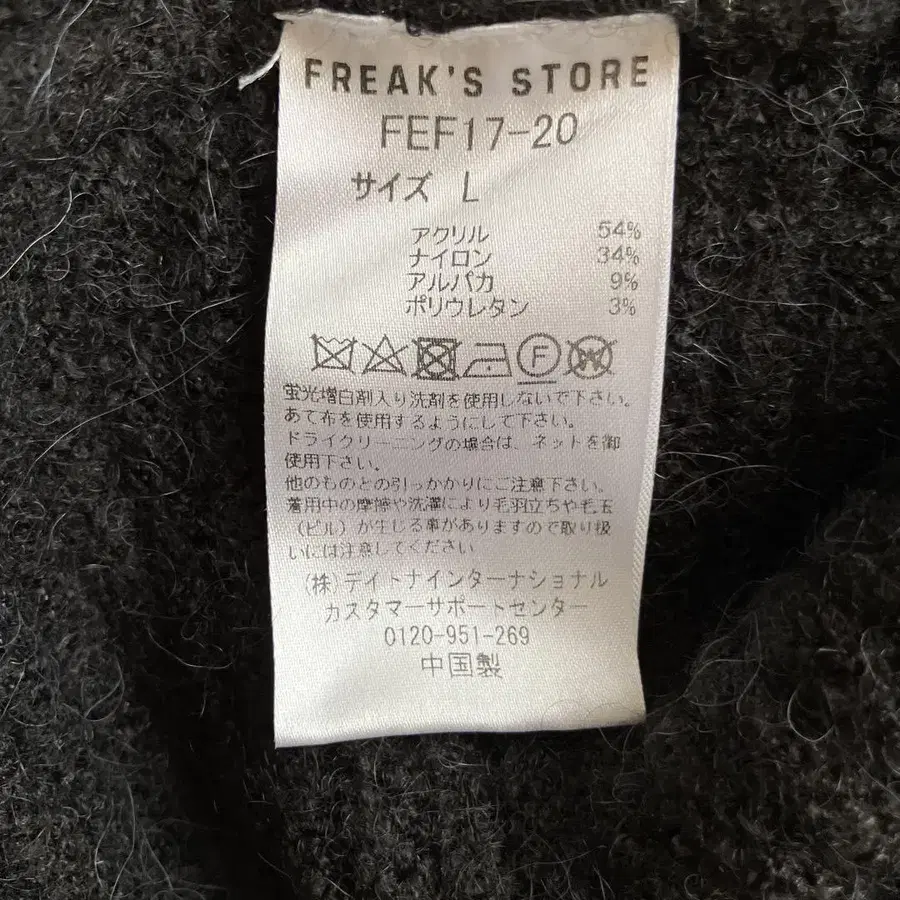 FREAK'S STORE
FEF17-20
サイズ L
アクリル 54%
ナイロン 34%
アルパカ 9%
ポリウレタン 3%
F W
蛍光増白剤入り洗剤を使用しないで下さい。
あて布を使用するようにして下さい。
ドライクリーニングの場合は、ネットを御
使用下さい。
他のものとの引っかかりにご注意下さい。
着用中の摩擦や洗濯により毛羽立ちや毛玉
(ピル)が生じる事がありますので取り扱
いには注意してください
(株)デイトナインターナショナル
カスタマーサポートセンター
0120-951-269
中国製